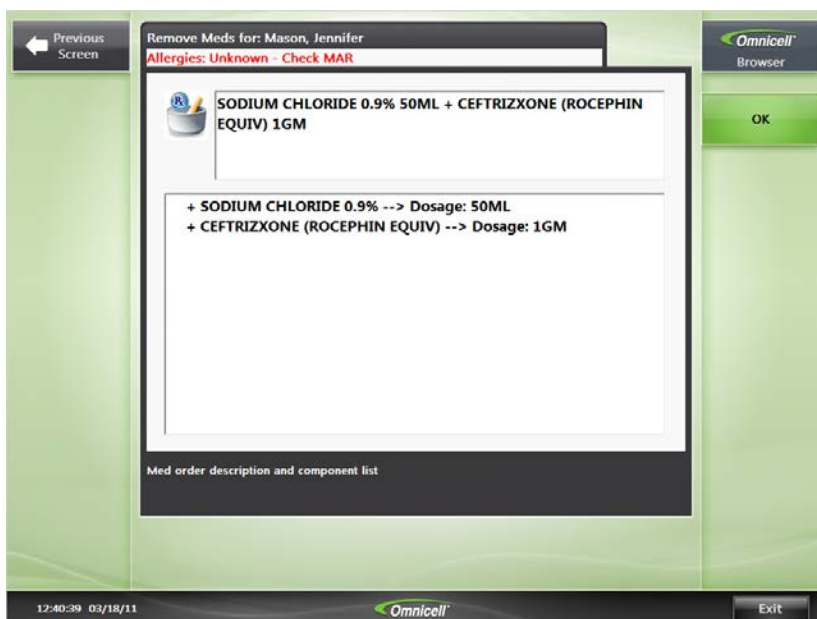 Previous
Screen
Remove Meds for: Mason, Jennifer
Allergies: Unknown - Check MAR
Omnicell
Browser
OK
SODIUM CHLORIDE 0.9% 50ML + CEFTRIZXONE (ROCEPHIN
EQUIV) 1GM
+ SODIUM CHLORIDE 0.9% --> Dosage: 50ML
+ CEFTRIZXONE (ROCEPHIN EQUIV) --> Dosage: 1GM
Med order description and component list
12:40:39 03/18/11
Omnicell
Exit